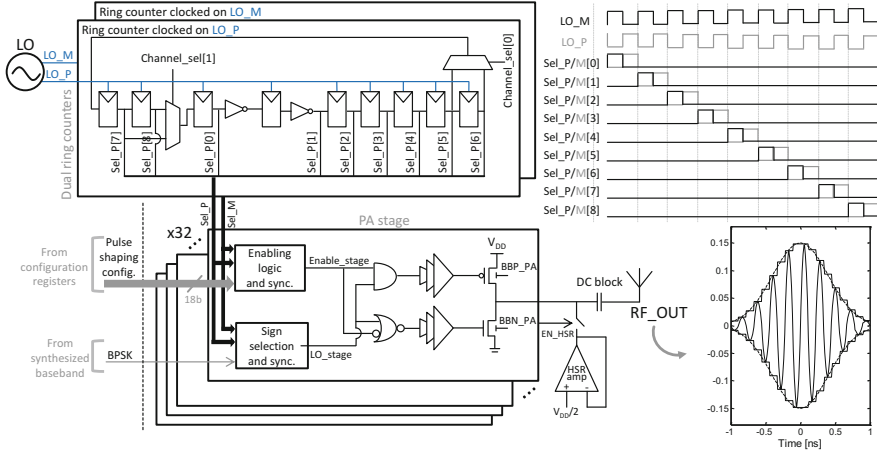 Ring counter clocked on LO_M
Ring counter clocked on LO_P
LO
LO_M
LO_P
Channel_sel[1]
Channel_sel[0]
Dual ring counters
Sel_P[7]
Sel_P[8]
Sel_P[0]
Sel_P[1]
Sel_P[2]
Sel_P[3]
Sel_P[4]
Sel_P[5]
Sel_P[6]
LO_M
LO_P
Sel_P/M[0]
Sel_P/M[1]
Sel_P/M[2]
Sel_P/M[3]
Sel_P/M[4]
Sel_P/M[5]
Sel_P/M[6]
Sel_P/M[7]
Sel_P/M[8]
Sel_P
Sel_M
x32
PA stage
From configuration registers
Pulse shaping config.
18b
Enabling logic and sync.
Enable_stage
From synthesized baseband
BPSK
Sign selection and sync.
LO_stage
VDD
BBP_PA
BBN_PA
DC block
EN_HSR
HSR amp
+ -
VDD/2
RF_OUT
0.15
0.1
0.05
0
-0.05
-0.1
-0.15
-1 -0.5 0 0.5 1
Time [ns]